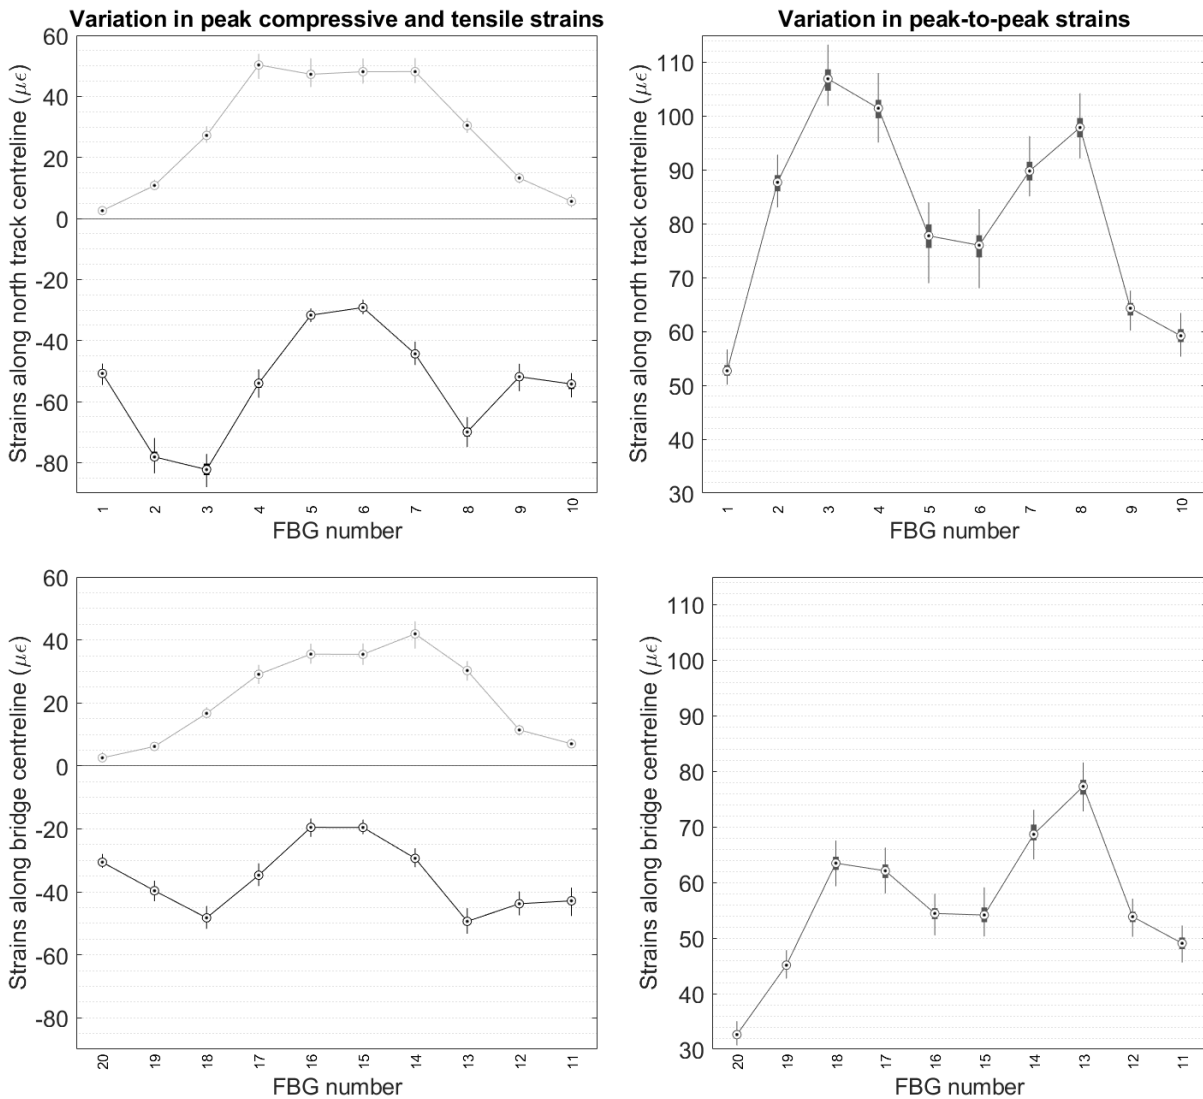 Variation in peak compressive and tensile strains
Strains along north track centreline (με)
60
40
20
0
-20
-40
-60
-80
1 2 3 4 5 6 7 8 9 10
FBG number
Variation in peak-to-peak strains
Strains along north track centreline (με)
110
100
90
80
70
60
50
40
30
1 2 3 4 5 6 7 8 9 10
FBG number
Strains along bridge centreline (με)
60
40
20
0
-20
-40
-60
-80
20 19 18 17 16 15 14 13 12 11
FBG number
Strains along bridge centreline (με)
110
100
90
80
70
60
50
40
30
20 19 18 17 16 15 14 13 12 11
FBG number